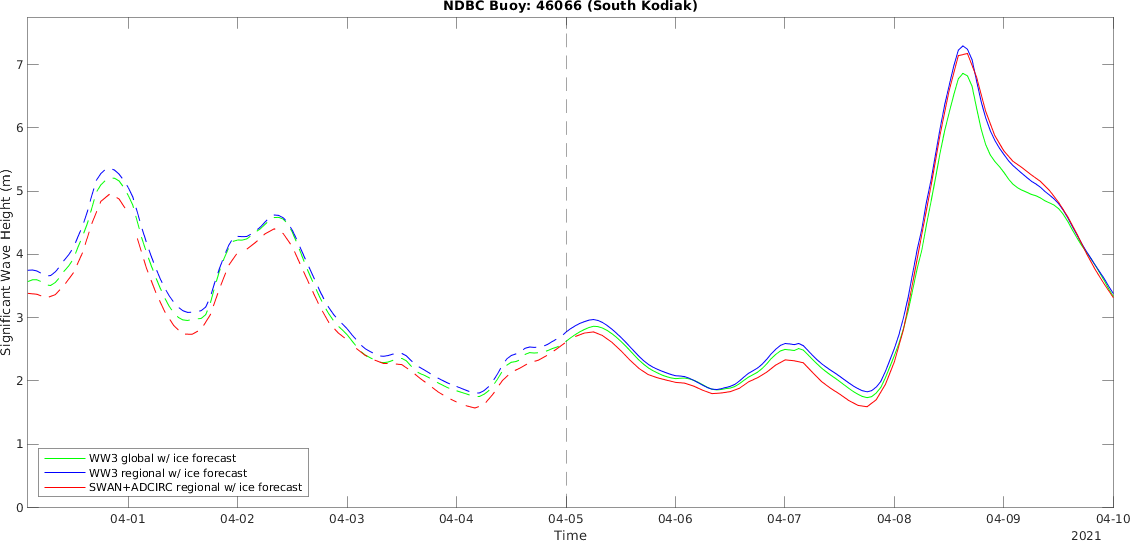 NDBC Buoy: 46066 (South Kodiak)
Significant Wave Height (m)
7
6
5
4
3
2
1
0
WW3 global w/ ice forecast
WW3 regional w/ ice forecast
SWAN+ADCIRC regional w/ ice forecast
04-01 04-02 04-03 04-04 04-05 04-06 04-07 04-08 04-09 04-10
Time
2021